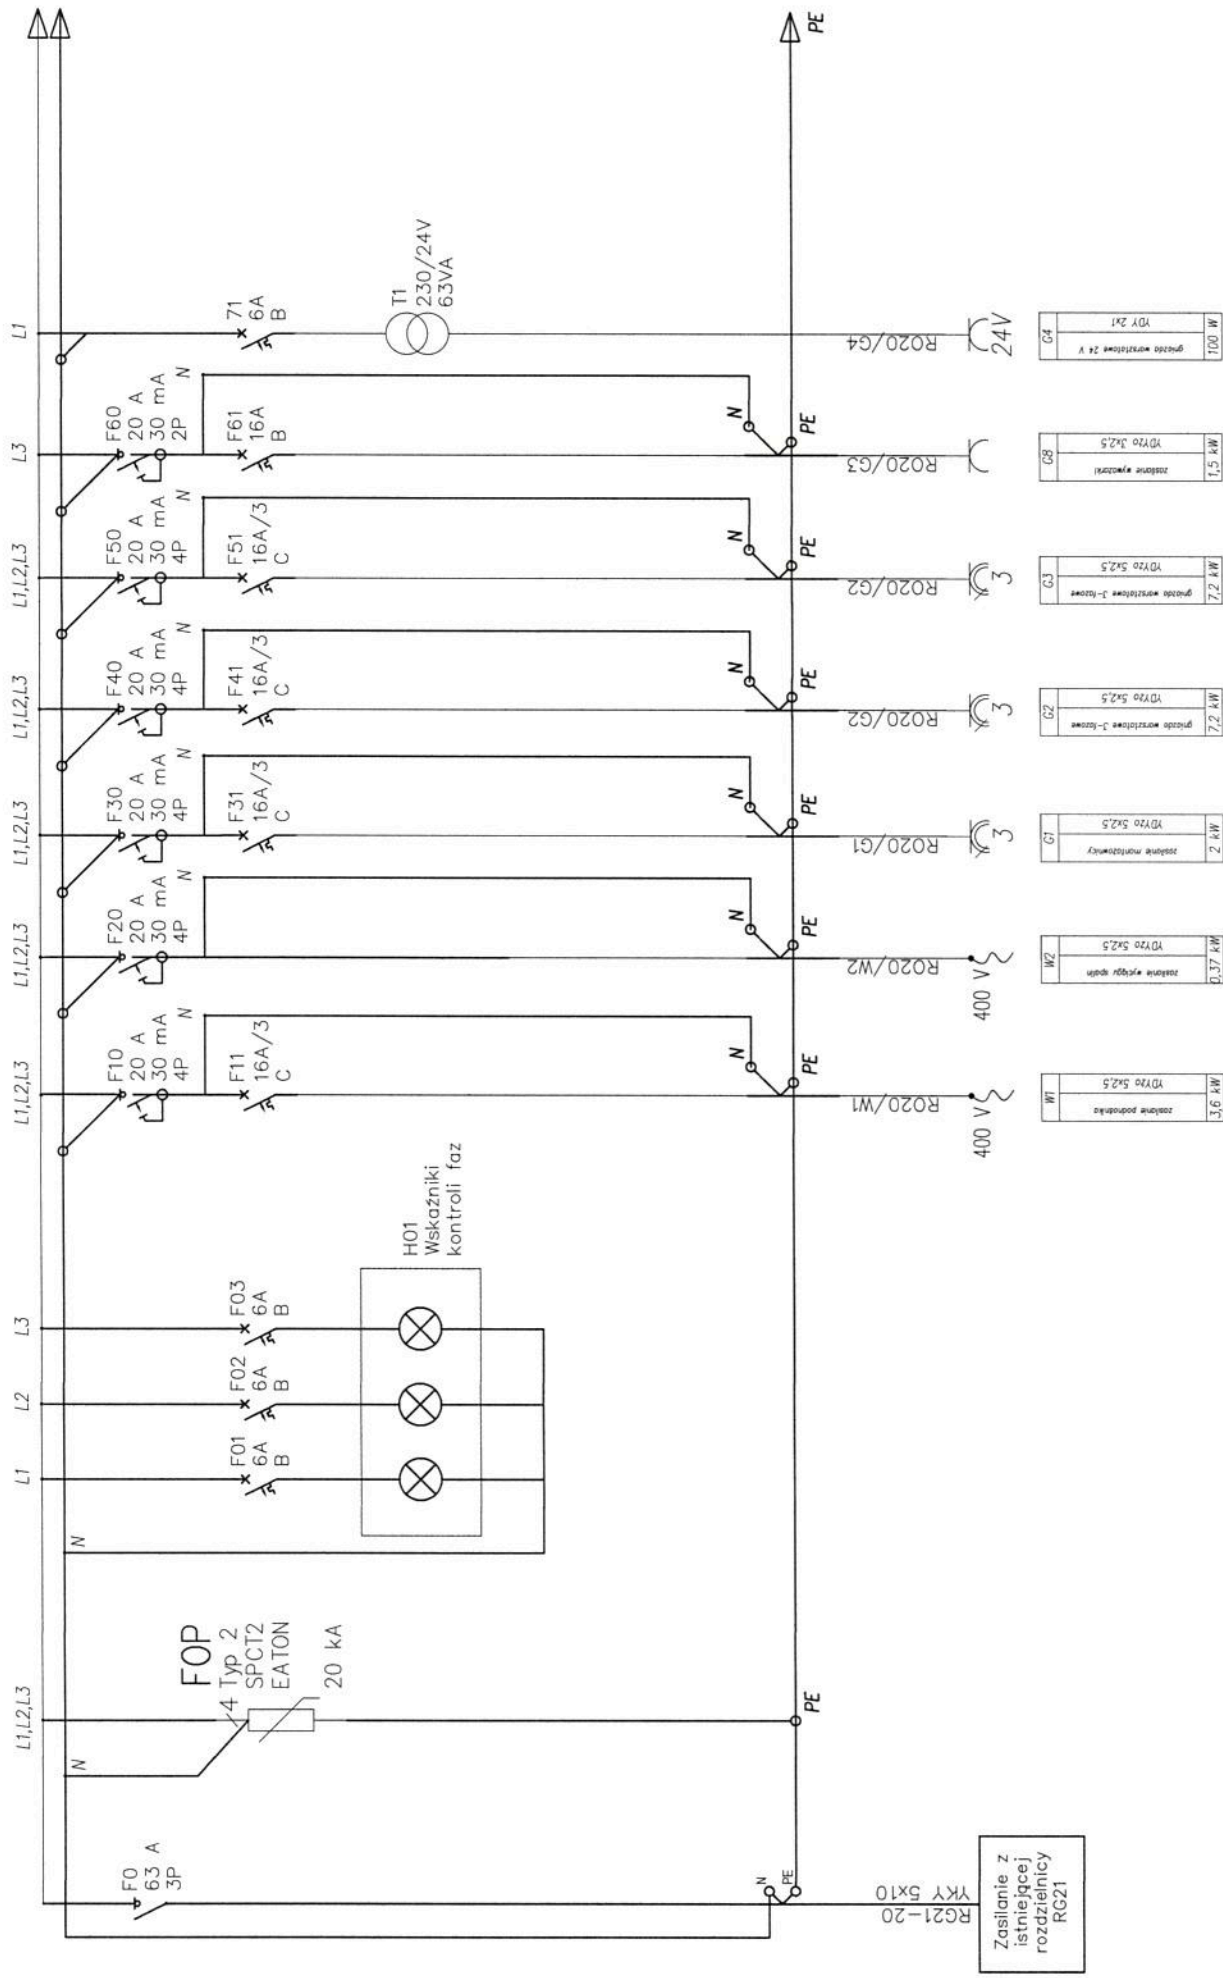 L1,L2,L3
L1
L2
L3
L1,L2,L3
L1,L2,L3
L1,L2,L3
L1,L2,L3
L1,L2,L3
L3
L1
F0
63 A
3P
N
FOP
4
Typ 2
SPCT2
EATON
20 kA
PE
N
F01
6A
B
F02
6A
B
F03
6A
B
H01
Wskaźniki
kontroli faz
F10
20 A
30 mA
4P
N
F11
16A/3
C
F20
20 A
30 mA
4P
N
F30
20 A
30 mA
4P
N
F31
16A/3
C
F40
20 A
30 mA
4P
N
F41
16A/3
C
F50
20 A
30 mA
4P
N
F51
16A/3
C
F60
20 A
30 mA
2P
N
F61
16A
B
71
6A
B
T1
230/24V
63VA
N
PE
N
PE
N
PE
N
PE
N
PE
N
PE
N
PE
PE
RG21-20
YKY 5x10
Zasilanie z
istniejącej
rozdzielnicy
RG21
RO20/W1
400 V
RO20/W2
400 V
RO20/G1
3
RO20/G2
3
RO20/G2
3
RO20/G3
RO20/G4
24V
W1
zasilanie podnośnika
YDYżo 5x2,5
3,6 kW
W2
zasilanie wyciągu spalin
YDYżo 5x2,5
0,37 kW
G1
zasilanie montażownicy
YDYżo 5x2,5
2 kW
G2
gniazdo warsztatowe 3-fazowe
YDYżo 5x2,5
7,2 kW
G3
gniazdo warsztatowe 3-fazowe
YDYżo 5x2,5
7,2 kW
G8
zasilanie wyważarki
YDYżo 3x2,5
1,5 kW
G4
gniazdo warsztatowe 24 V
YDY 2x1
100 W